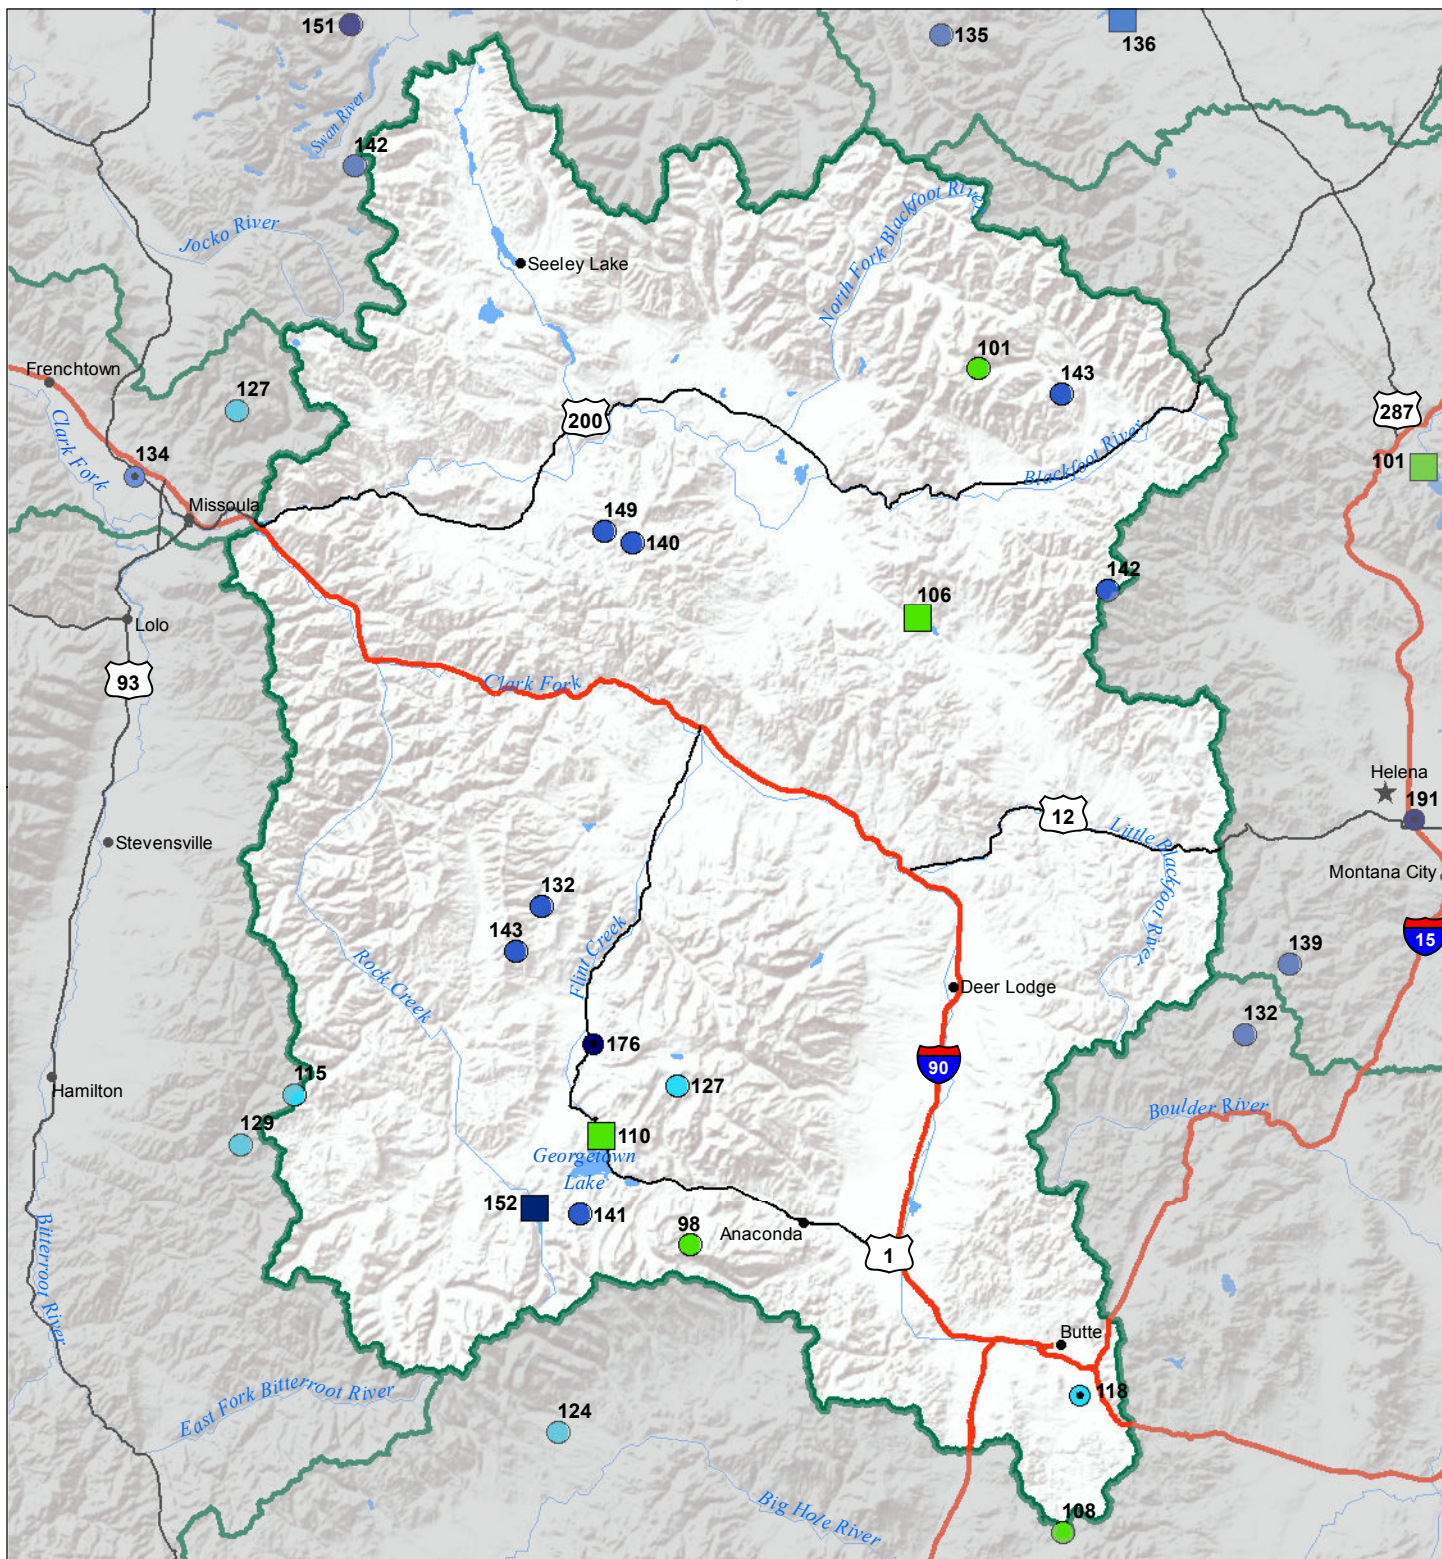 151
135
136
Swan River
142
Jocko River
North Fork Blackfoot River
Seeley Lake
Frenchtown
101
143
127
200
287
Clark Fork
134
Blackfoot River
101
Missoula
149
140
142
106
Lolo
93
Clark Fork
Helena
191
12
Little Blackfoot River
Stevensville
Montana City
132
15
143
Flint Creek
139
Rock Creek
Deer Lodge
132
176
90
127
Hamilton
115
Boulder River
129
110
Georgetown
Lake
152
141
98
Anaconda
1
Bitterroot River
Butte
East Fork Bitterroot River
118
124
Big Hole River
108